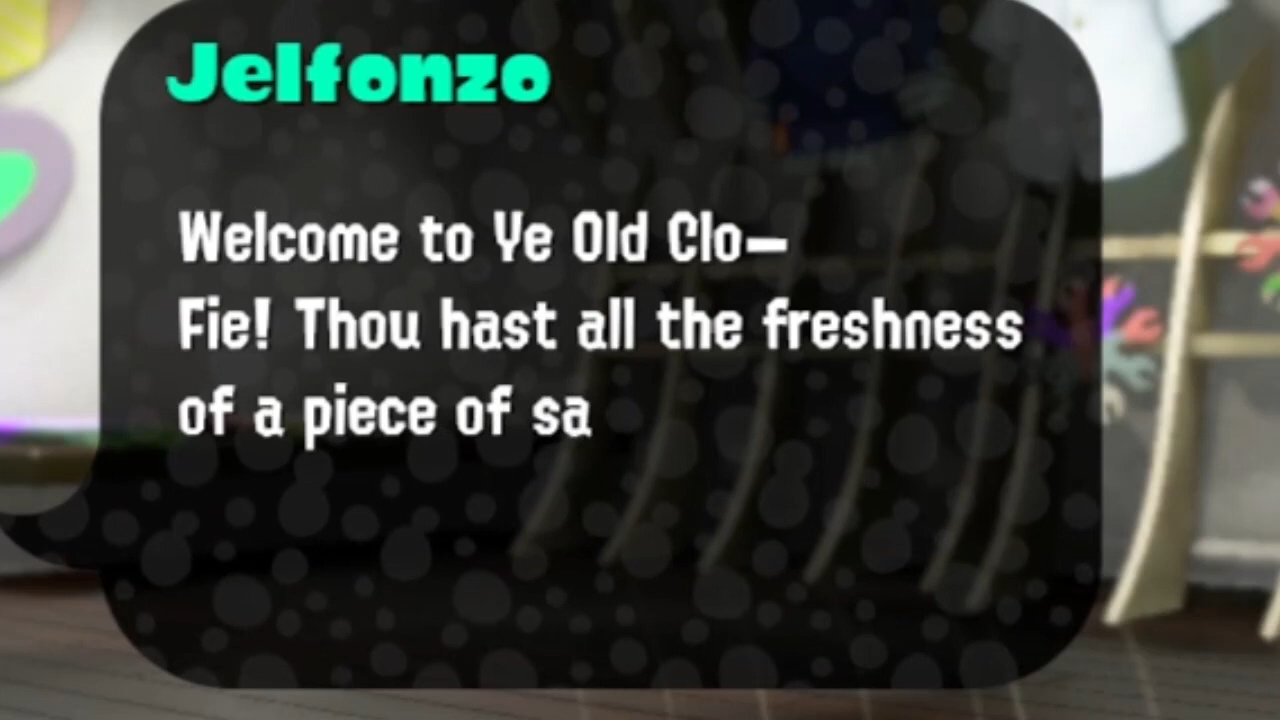 Jelfonzo
Welcome to Ye Old Clo—
Fie! Thou hast all the freshness
of a piece of sa